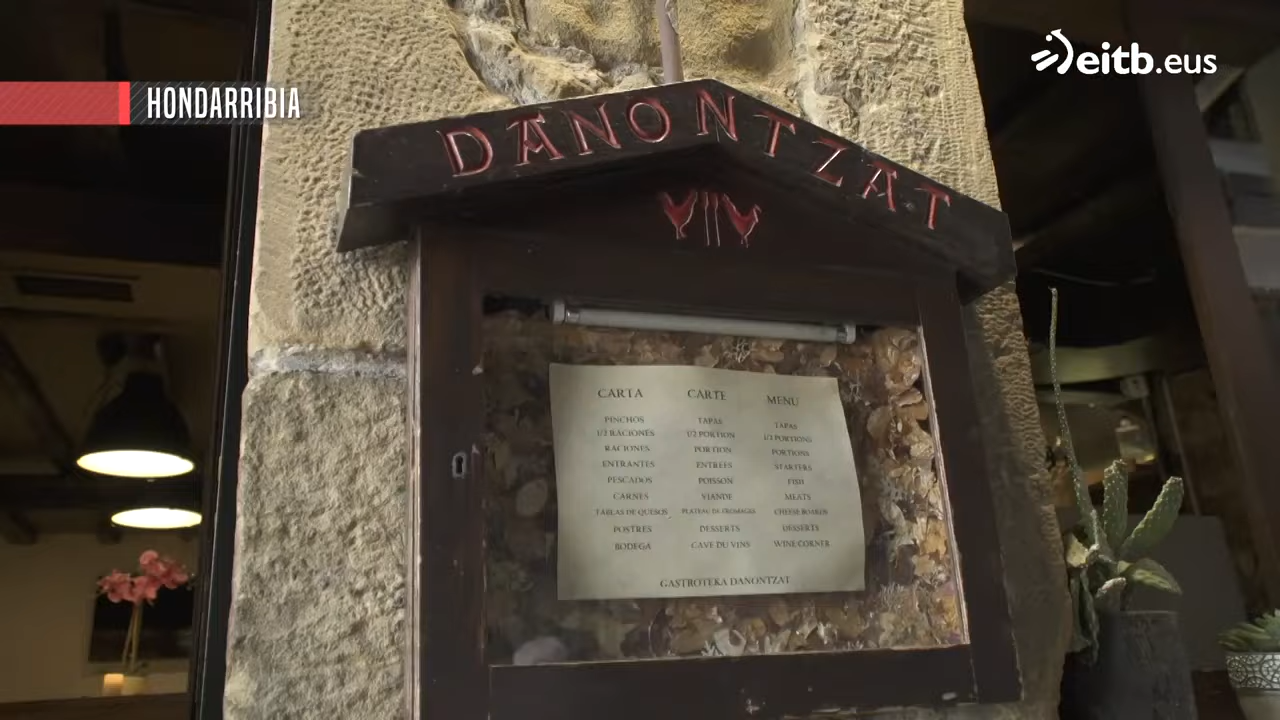 eitb.eus
HONDARRIBIA
DANONTZAT
CARTA
PINCHOS
1/2 RACIONES
RACIONES
ENTRANTES
PESCADOS
CARNES
TABLAS DE QUESOS
POSTRES
BODEGA
CARTE
TAPAS
1/2 PORTION
PORTION
ENTREES
POISSON
VIANDE
PLATEAU DE FROMAGES
DESSERTS
CAVE DU VINS
MENU
TAPAS
1/2 PORTIONS
PORTIONS
STARTERS
FISH
MEATS
CHEESE BOARDS
DESSERTS
WINE CORNER
GASTROTEKA DANONTZAT